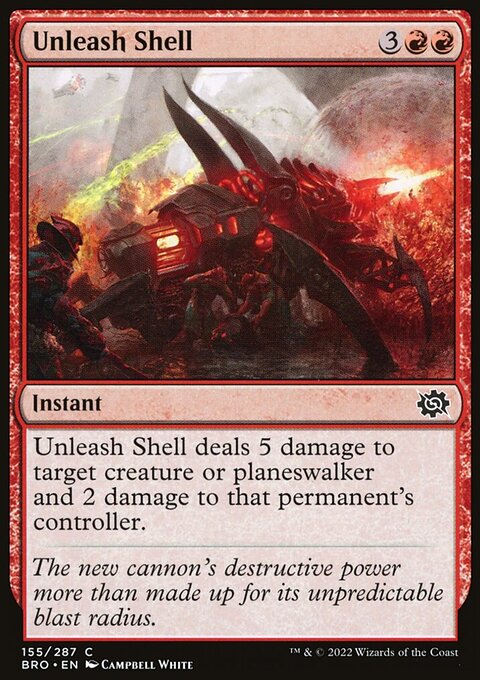 Unleash Shell 3
Instant
Unleash Shell deals 5 damage to
target creature or planeswalker
and 2 damage to that permanent's
controller.
The new cannon's destructive power
more than made up for its unpredictable
blast radius.
155/287 C
BRO • EN Campbell White
™ & © 2022 Wizards of the Coast